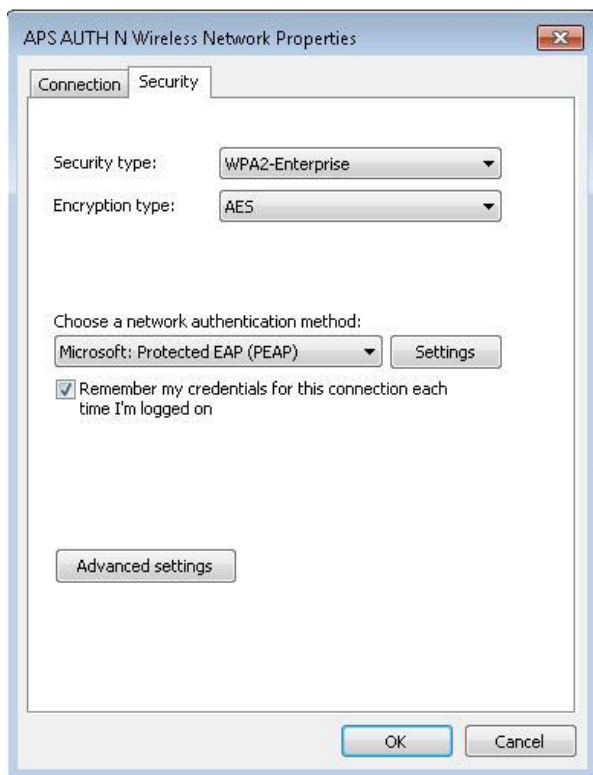 APS AUTH N Wireless Network Properties
Connection
Security
Security type:
WPA2-Enterprise
Encryption type:
AES
Choose a network authentication method:
Microsoft: Protected EAP (PEAP)
Settings
Remember my credentials for this connection each
time I'm logged on
Advanced settings
OK
Cancel